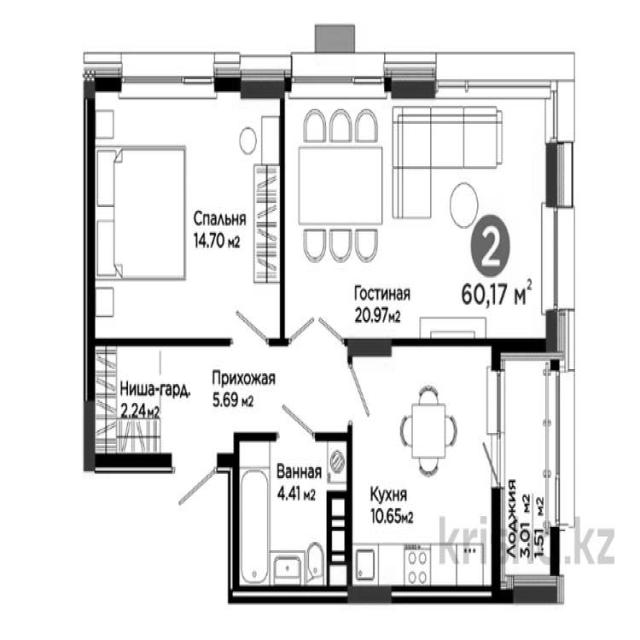 Спальня
14.70 м2
Гостиная
20.97м2
2
60,17 м2
Ниша-гард.
2.24м2
Прихожая
5.69 м2
Ванная
4.41 м2
Кухня
10.65м2
Лоджия
3.01 м2
1.51 м2
krisha.kz